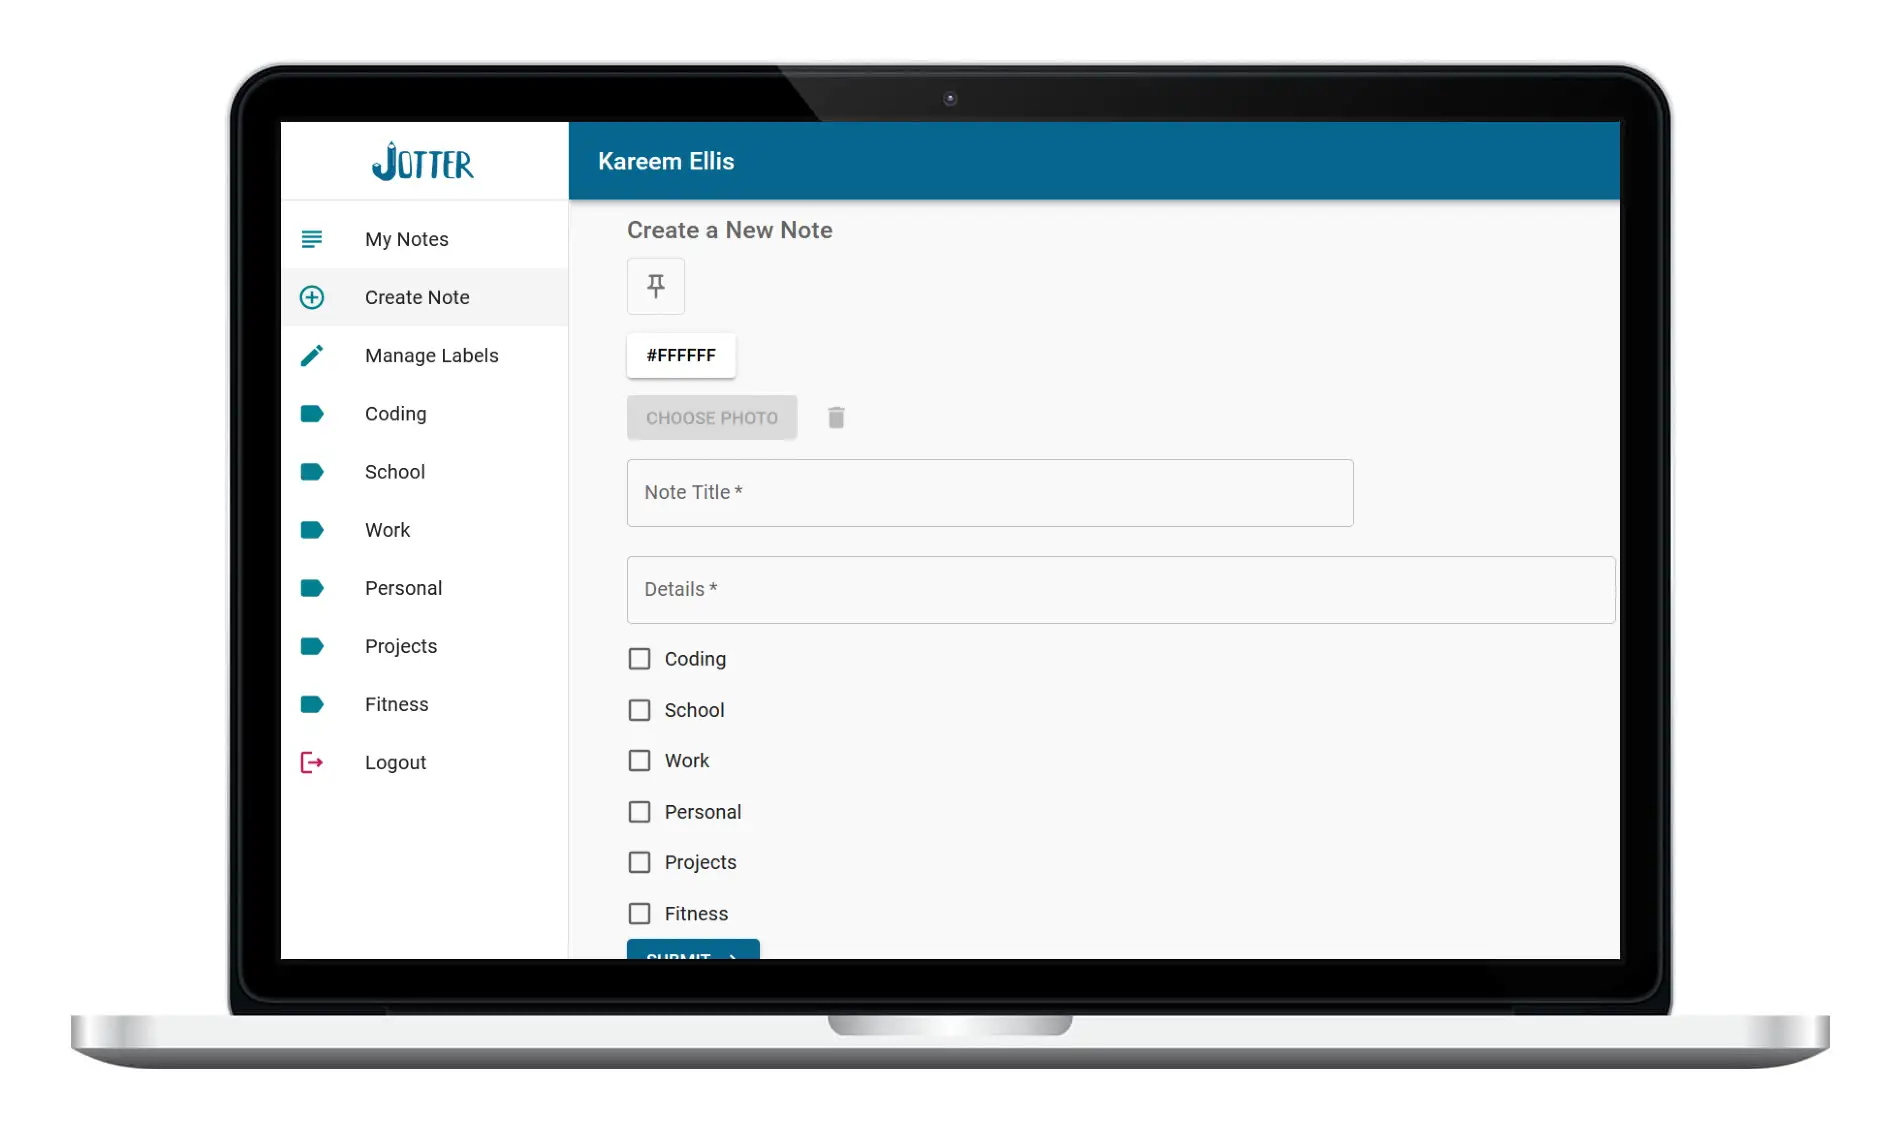 JOTTER
Kareem Ellis
My Notes
Create Note
Manage Labels
Coding
School
Work
Personal
Projects
Fitness
Logout
Create a New Note
#FFFFFF
CHOOSE PHOTO
Note Title *
Details *
Coding
School
Work
Personal
Projects
Fitness
SUBMIT